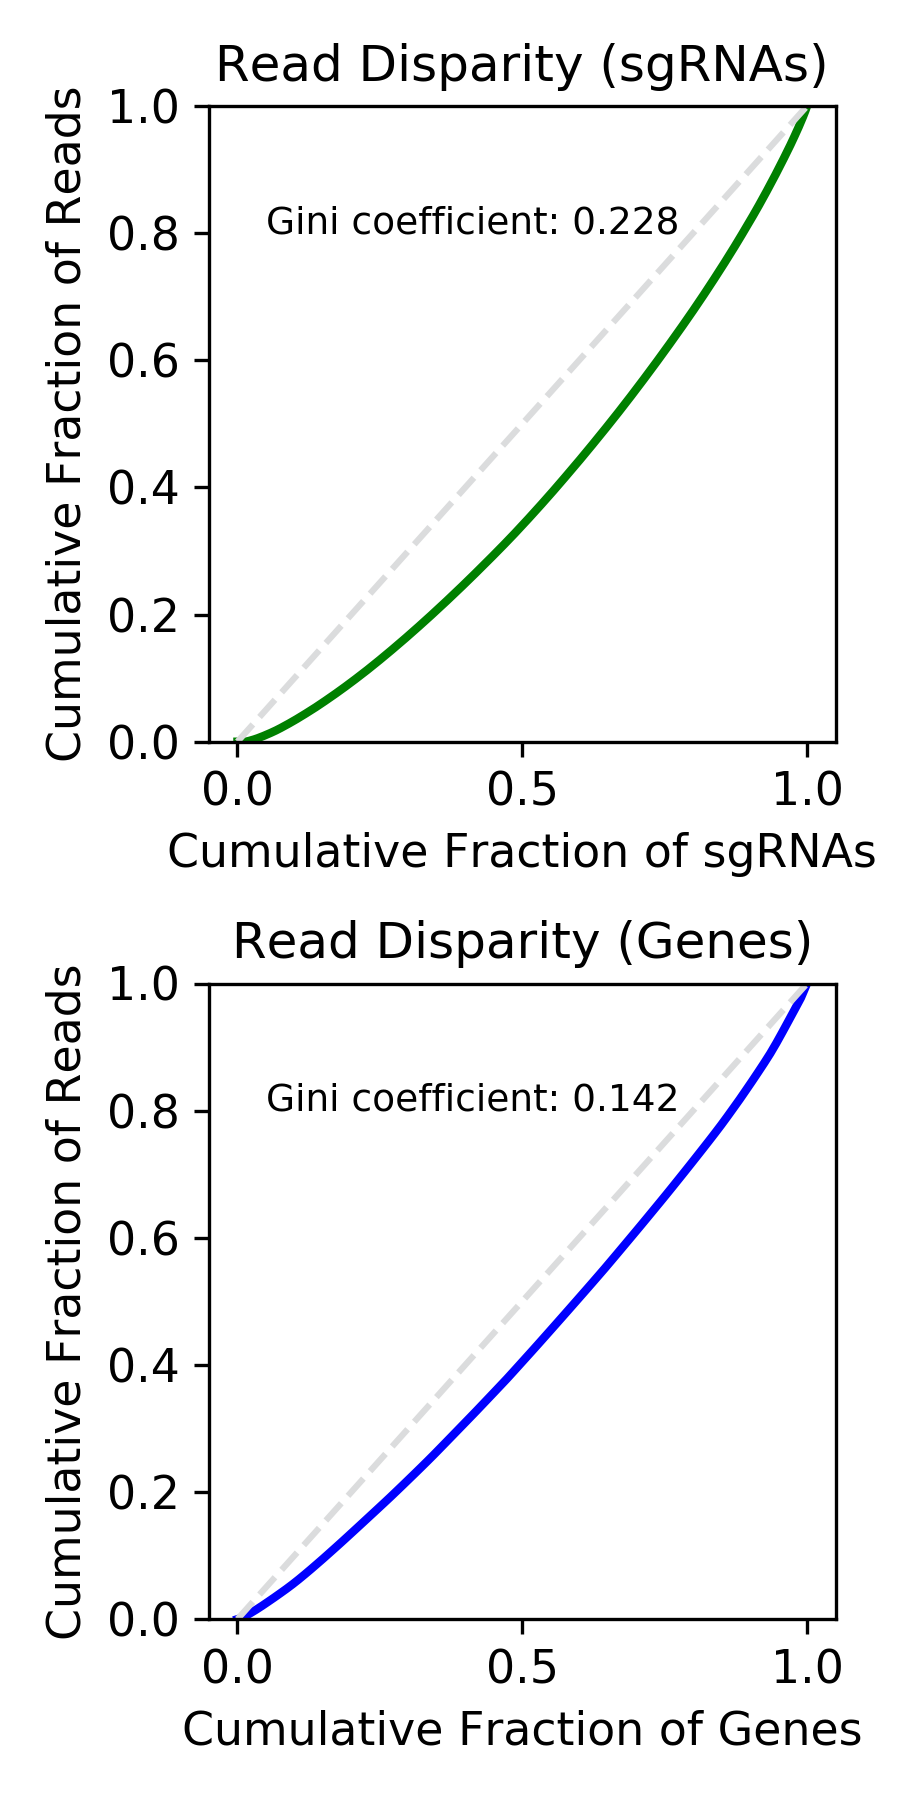 Read Disparity (sgRNAs)
Cumulative Fraction of Reads
1.0
0.8
0.6
0.4
0.2
0.0
Gini coefficient: 0.228
0.0 0.5 1.0
Cumulative Fraction of sgRNAs
Read Disparity (Genes)
Cumulative Fraction of Reads
1.0
0.8
0.6
0.4
0.2
0.0
Gini coefficient: 0.142
0.0 0.5 1.0
Cumulative Fraction of Genes